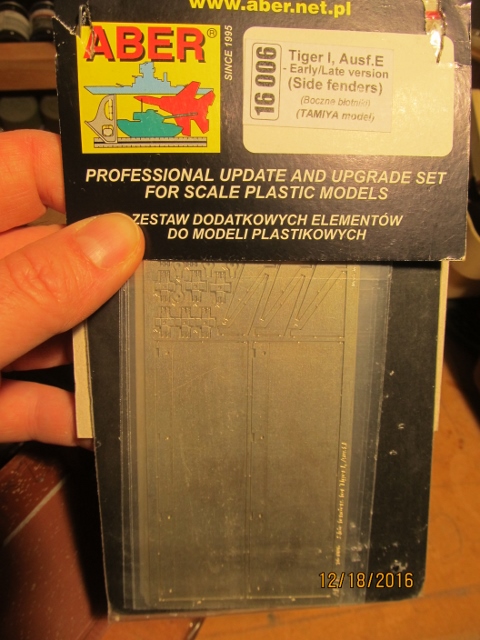 www.aber.net.pl
ABER®
SINCE 1995
16 006
Tiger I, Ausf.E
- Early/Late version
(Side fenders)
(Boczne błotniki)
(TAMIYA model)
PROFESSIONAL UPDATE AND UPGRADE SET
FOR SCALE PLASTIC MODELS
ZESTAW DODATKOWYCH ELEMENTÓW
DO MODELI PLASTIKOWYCH
12/18/2016